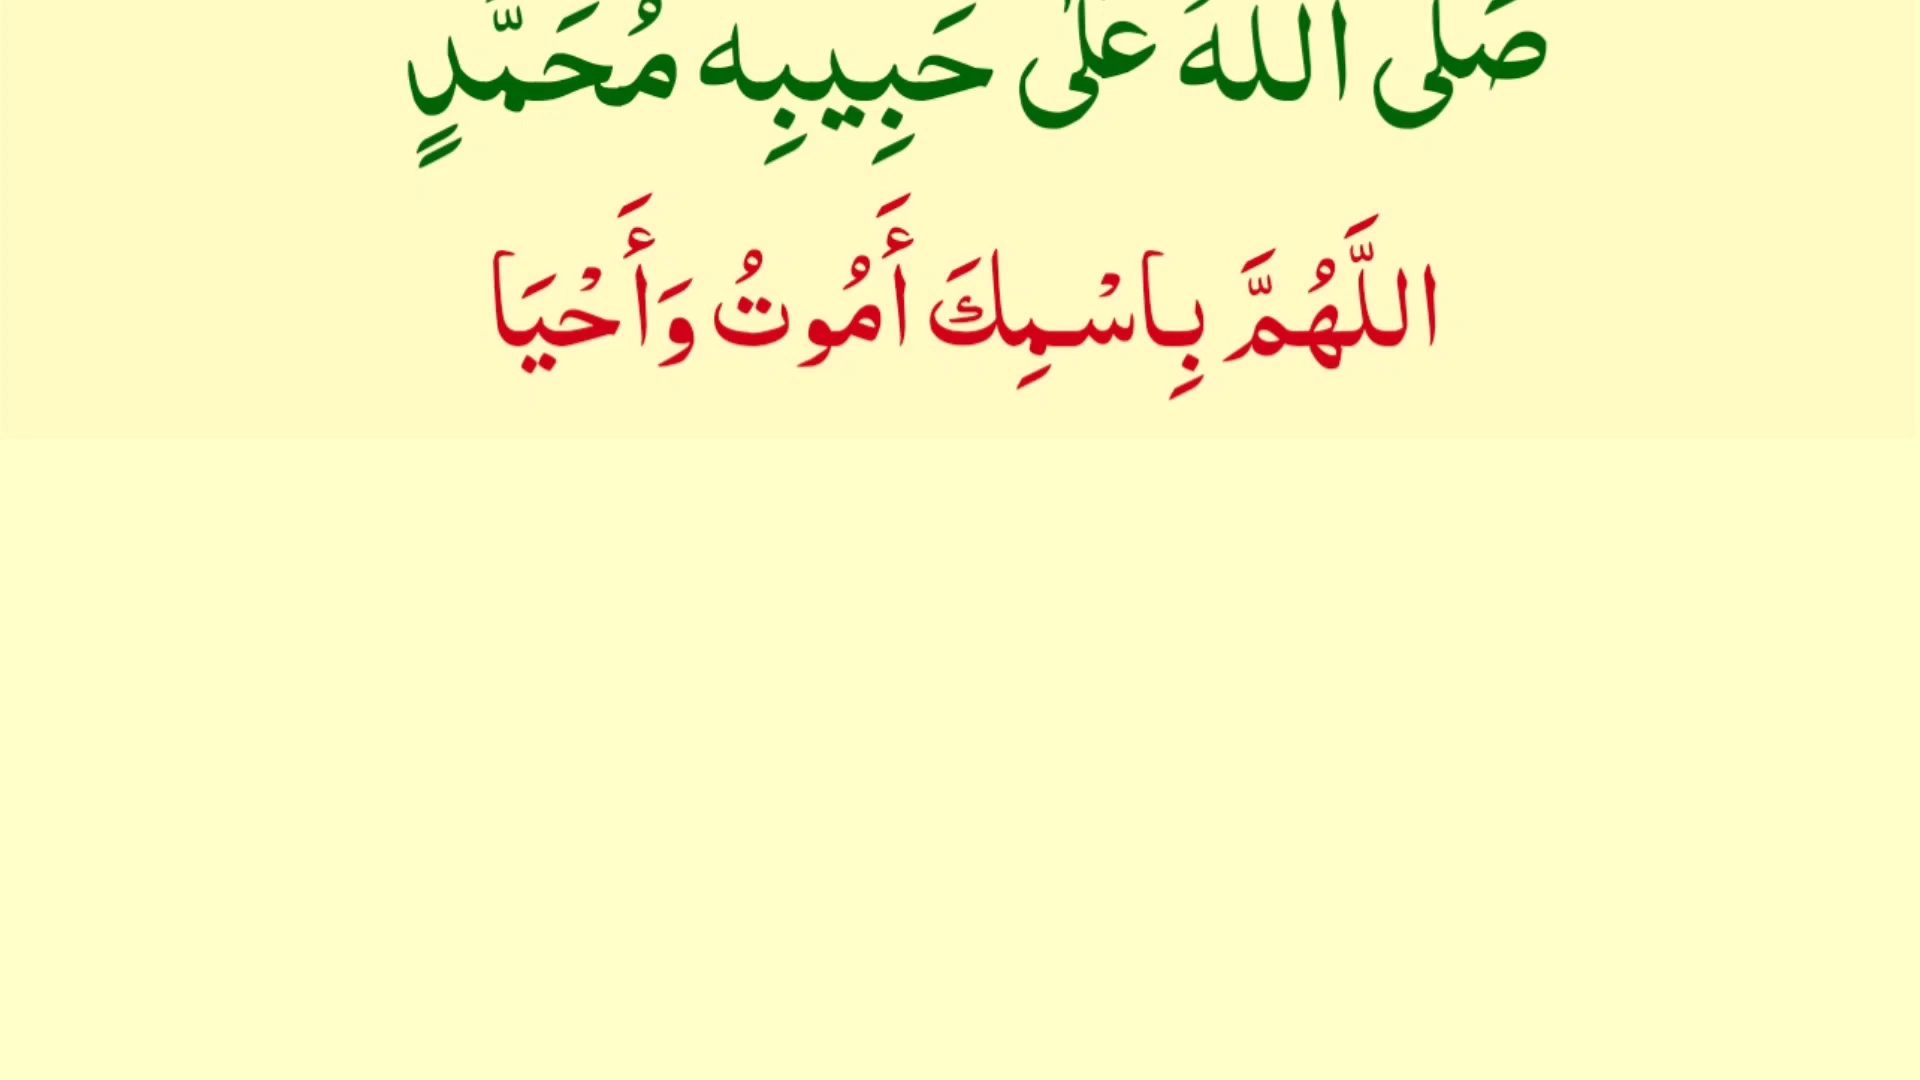 صَلَّى اللهُ عَلٰى حَبِيبِهِ مُحَمَّدٍ
اللَّهُمَّ بِاسْمِكَ أَمُوتُ وَأَحْيَا